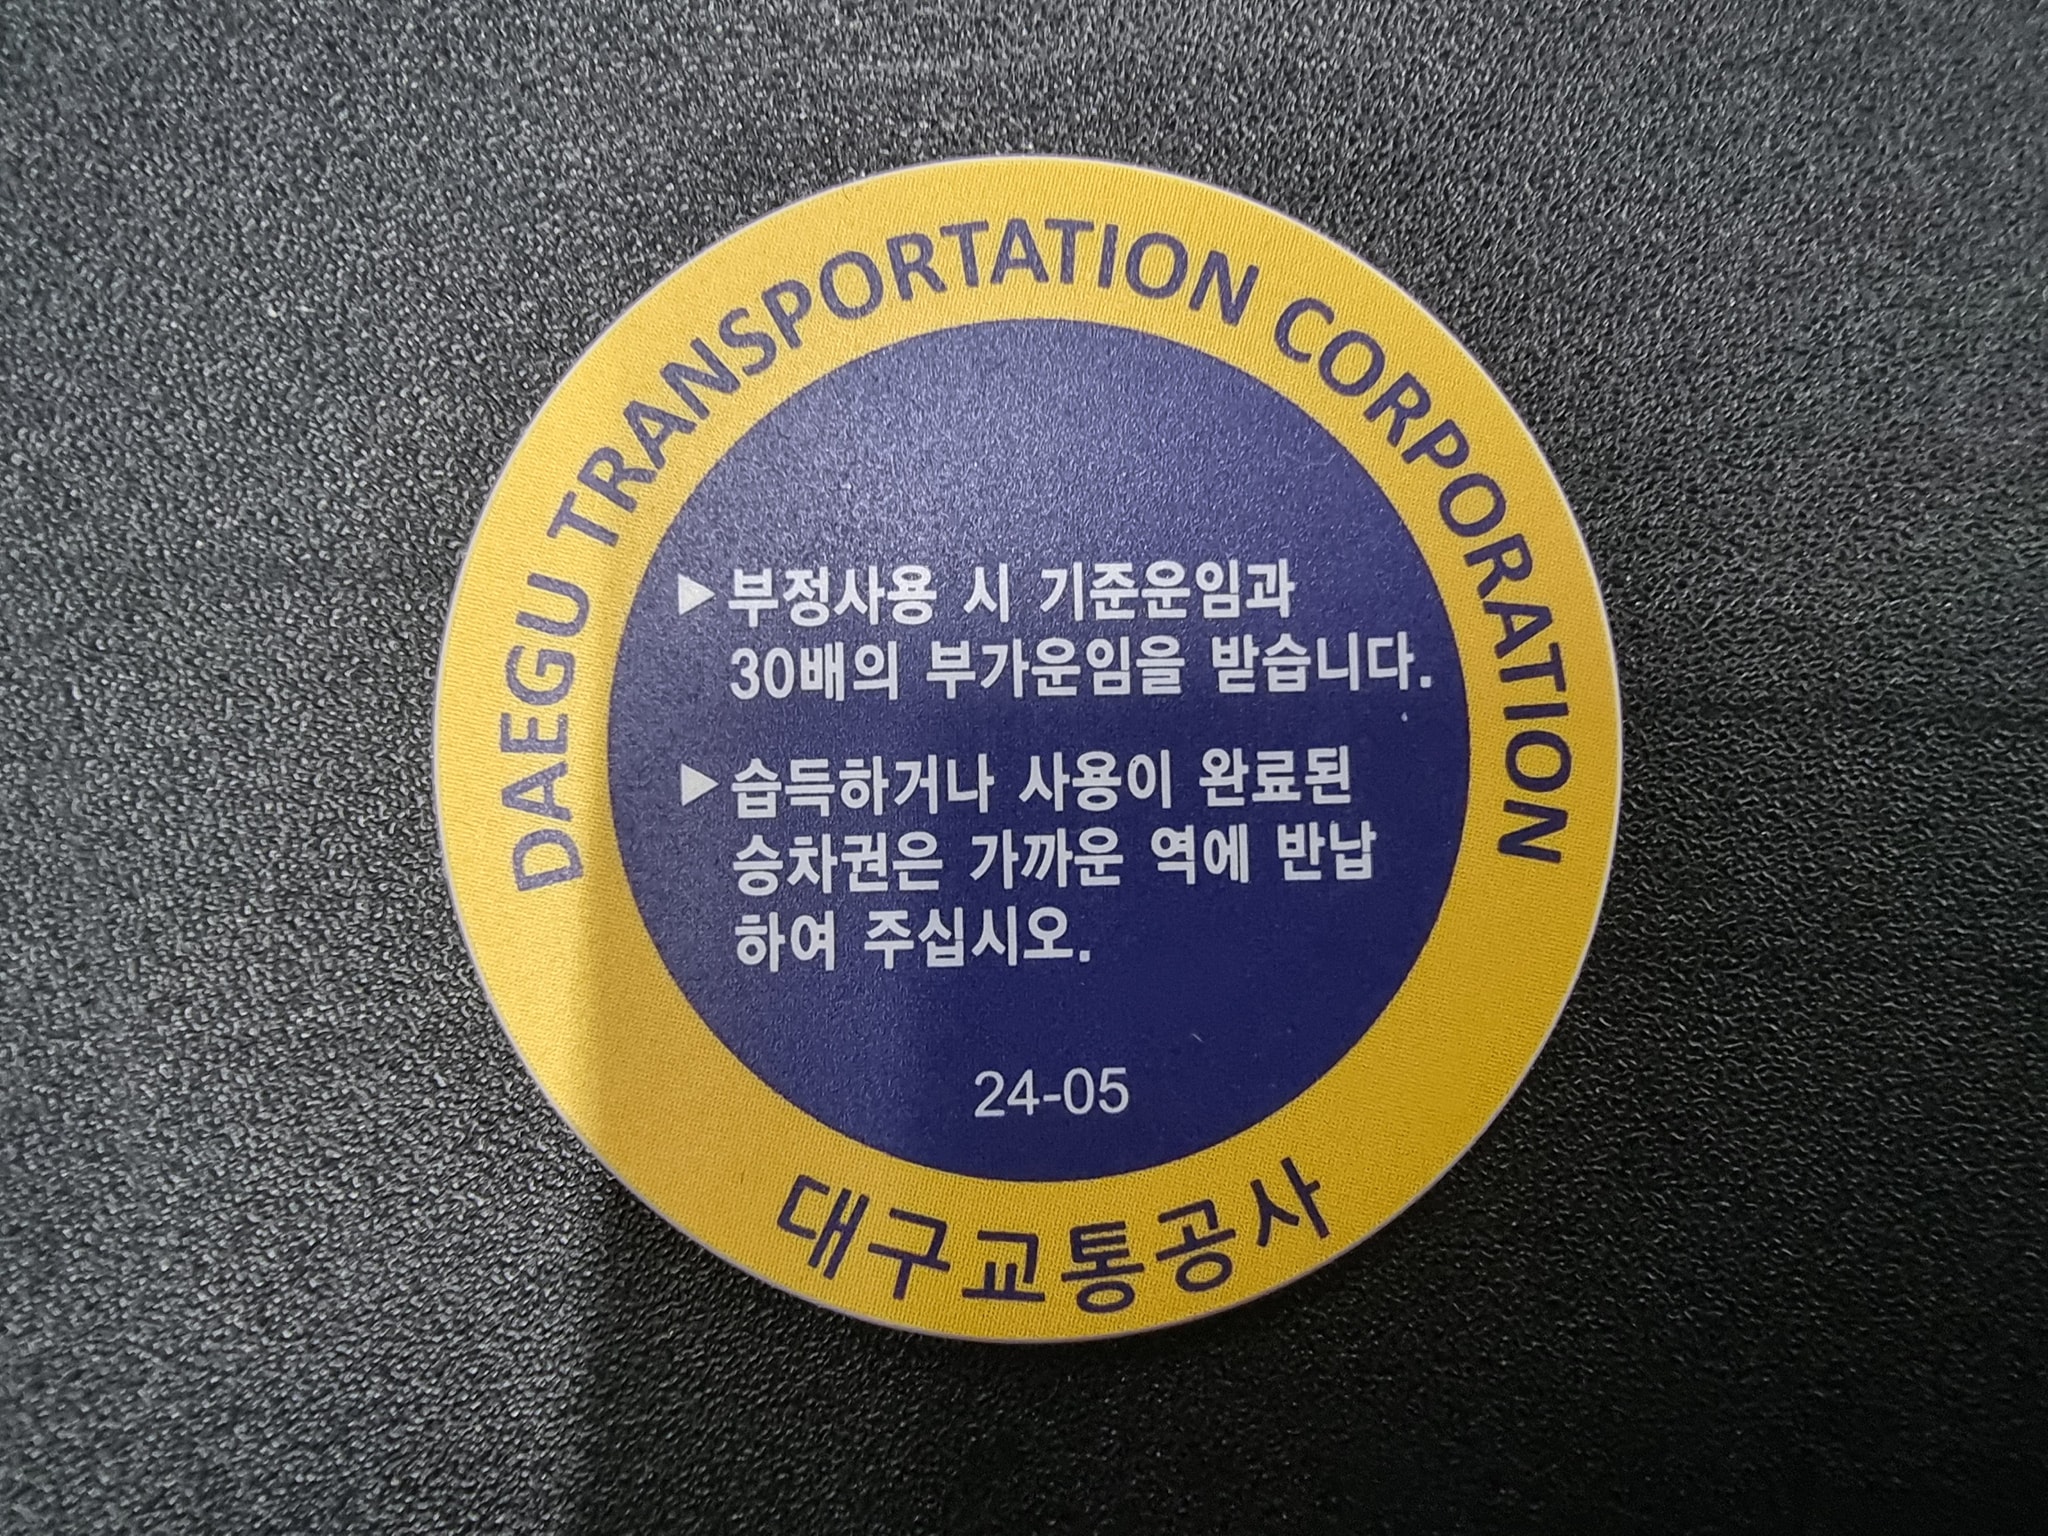 DAEGU TRANSPORTATION CORPORATION
▶부정사용 시 기준운임과
30배의 부가운임을 받습니다.
▶습득하거나 사용이 완료된
승차권은 가까운 역에 반납
하여 주십시오.
24-05
대구교통공사